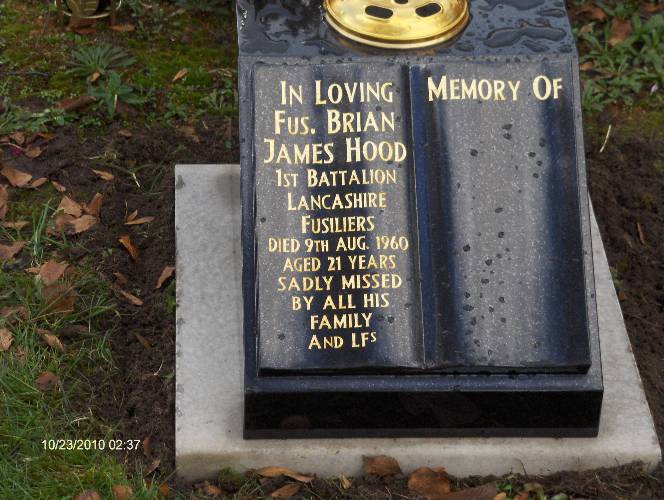 In Loving
Fus. Brian
James Hood
1st Battalion
Lancashire
Fusiliers
Died 9th Aug. 1960
Aged 21 Years
Sadly Missed
By All His
Family
And LFs
Memory Of
10/23/2010 02:37